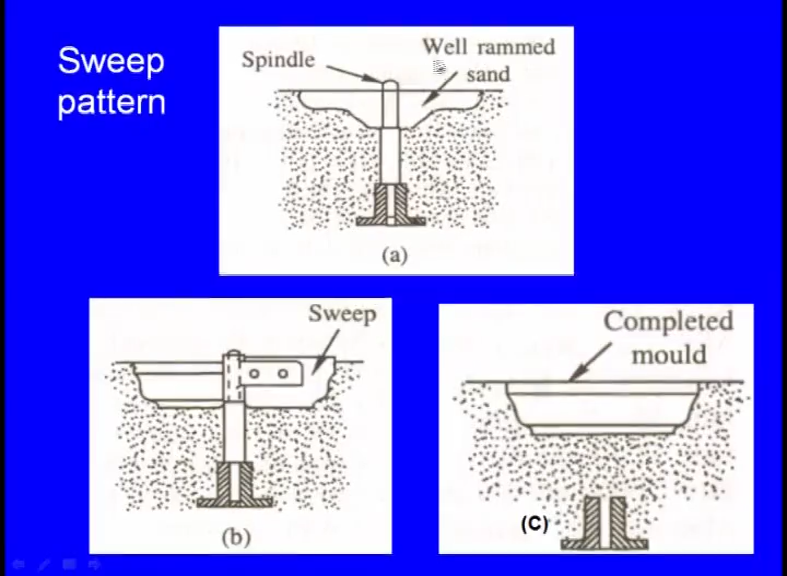 Sweep
pattern
Spindle
Well rammed
sand
(a)
Sweep
(b)
Completed
mould
(C)